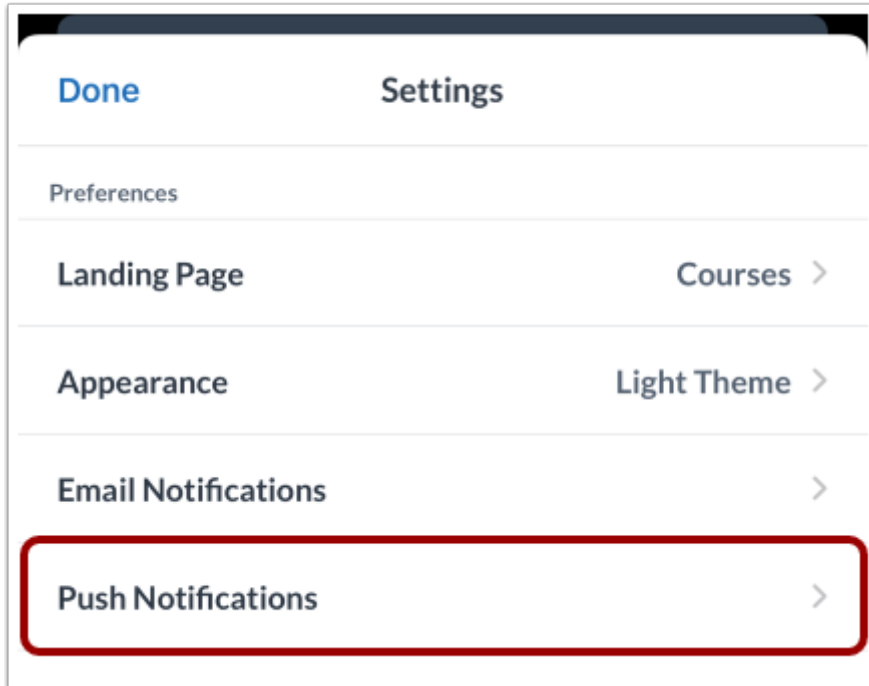 Done Settings
Preferences
Landing Page Courses
Appearance Light Theme
Email Notifications
Push Notifications